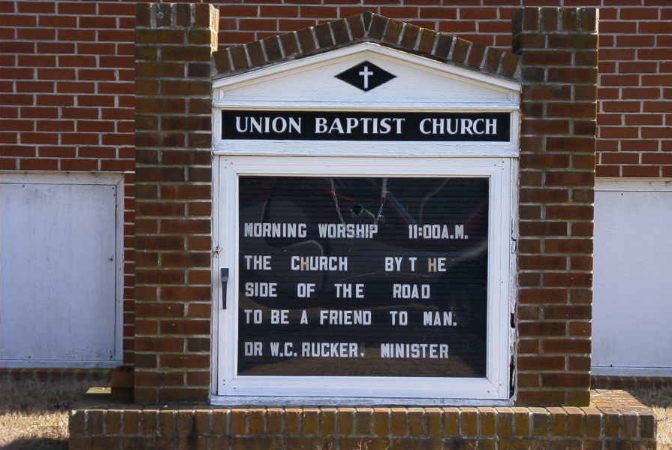 UNION BAPTIST CHURCH
MORNING WORSHIP 11:00A.M.
THE CHURCH BY T HE
SIDE OF THE ROAD
TO BE A FRIEND TO MAN.
DR W.C. RUCKER. MINISTER